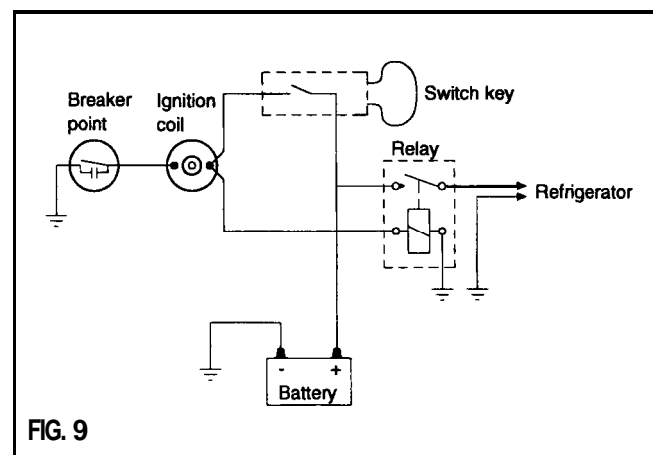 Breaker
point
Ignition
coil
Switch key
Relay
Refrigerator
- +
Battery
FIG. 9